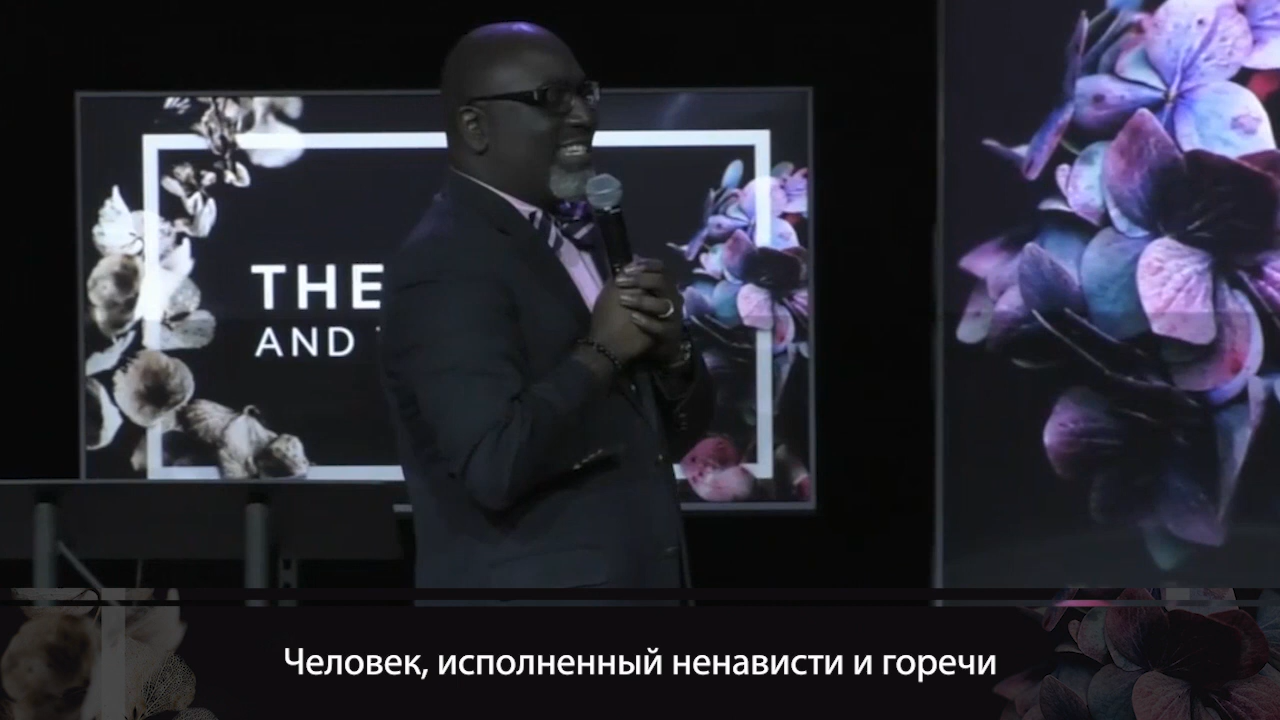 THE
AND
Человек, исполненный ненависти и горечи